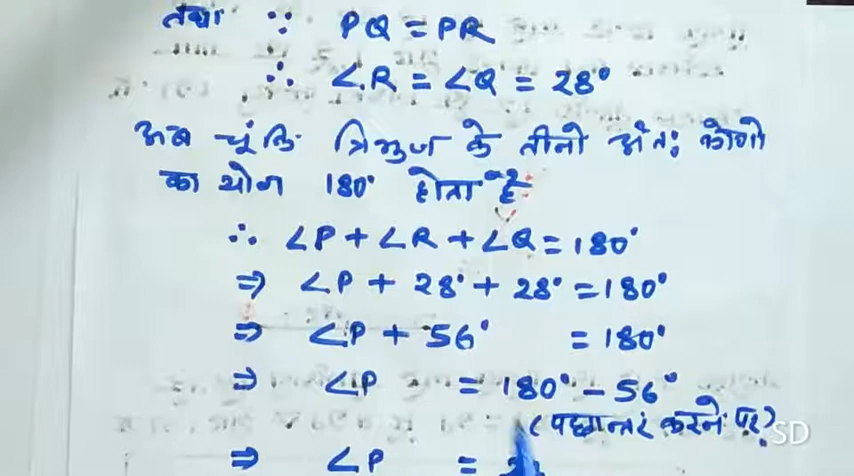 तथा ∵ PQ = PR
∴ ∠R = ∠Q = 28°
अब चूंकि त्रिभुज के तीनो अंतः कोणो
का योग 180° होता है
∴ ∠P + ∠R + ∠Q = 180°
⇒ ∠P + 28° + 28° = 180°
⇒ ∠P + 56° = 180°
⇒ ∠P = 180° - 56°
(पक्षान्तर करने पर)
SD
⇒ ∠P =